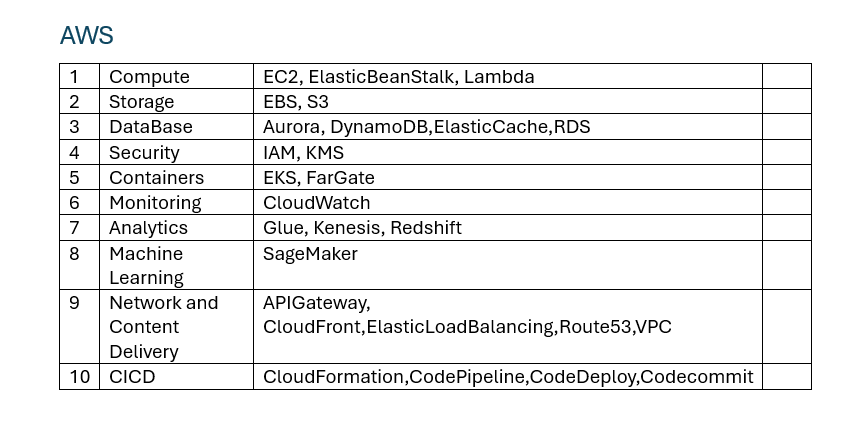 AWS
1 Compute EC2, ElasticBeanStalk, Lambda
2 Storage EBS, S3
3 DataBase Aurora, DynamoDB,ElasticCache,RDS
4 Security IAM, KMS
5 Containers EKS, FarGate
6 Monitoring CloudWatch
7 Analytics Glue, Kenesis, Redshift
8 Machine SageMaker
Learning
9 Network and APIGateway,
Content CloudFront,ElasticLoadBalancing,Route53,VPC
Delivery
10 CICD CloudFormation,CodePipeline,CodeDeploy,Codecommit